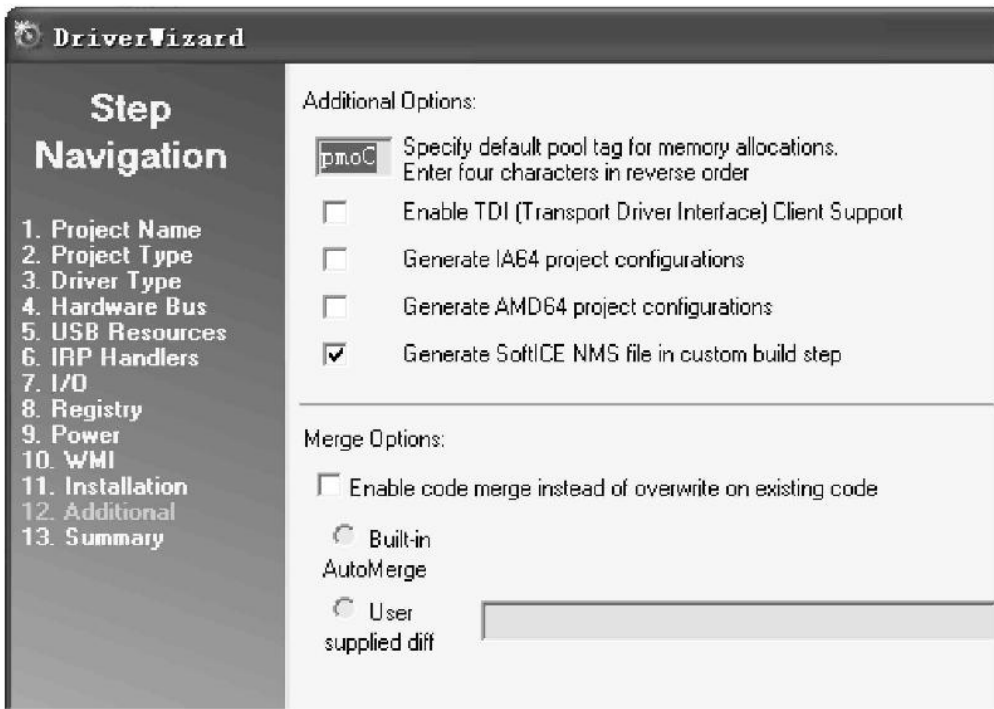 DriverWizard
Step
Navigation
1. Project Name
2. Project Type
3. Driver Type
4. Hardware Bus
5. USB Resources
6. IRP Handlers
7. I/O
8. Registry
9. Power
10. WMI
11. Installation
12. Additional
13. Summary
Additional Options:
pmoC
Specify default pool tag for memory allocations.
Enter four characters in reverse order
Enable TDI (Transport Driver Interface) Client Support
Generate IA64 project configurations
Generate AMD64 project configurations
Generate SoftICE NMS file in custom build step
Merge Options:
Enable code merge instead of overwrite on existing code
Built-in
AutoMerge
User
supplied diff